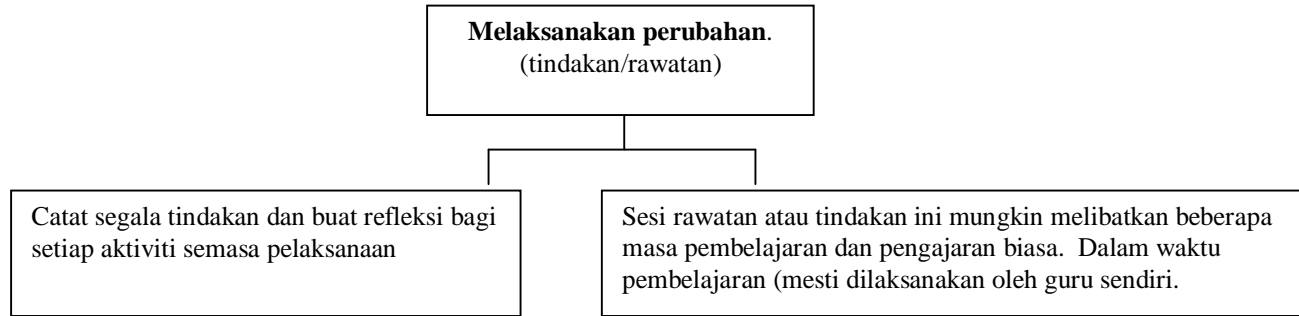 Melaksanakan perubahan.
(tindakan/rawatan)
Catat segala tindakan dan buat refleksi bagi
setiap aktiviti semasa pelaksanaan
Sesi rawatan atau tindakan ini mungkin melibatkan beberapa
masa pembelajaran dan pengajaran biasa.  Dalam waktu
pembelajaran (mesti dilaksanakan oleh guru sendiri.